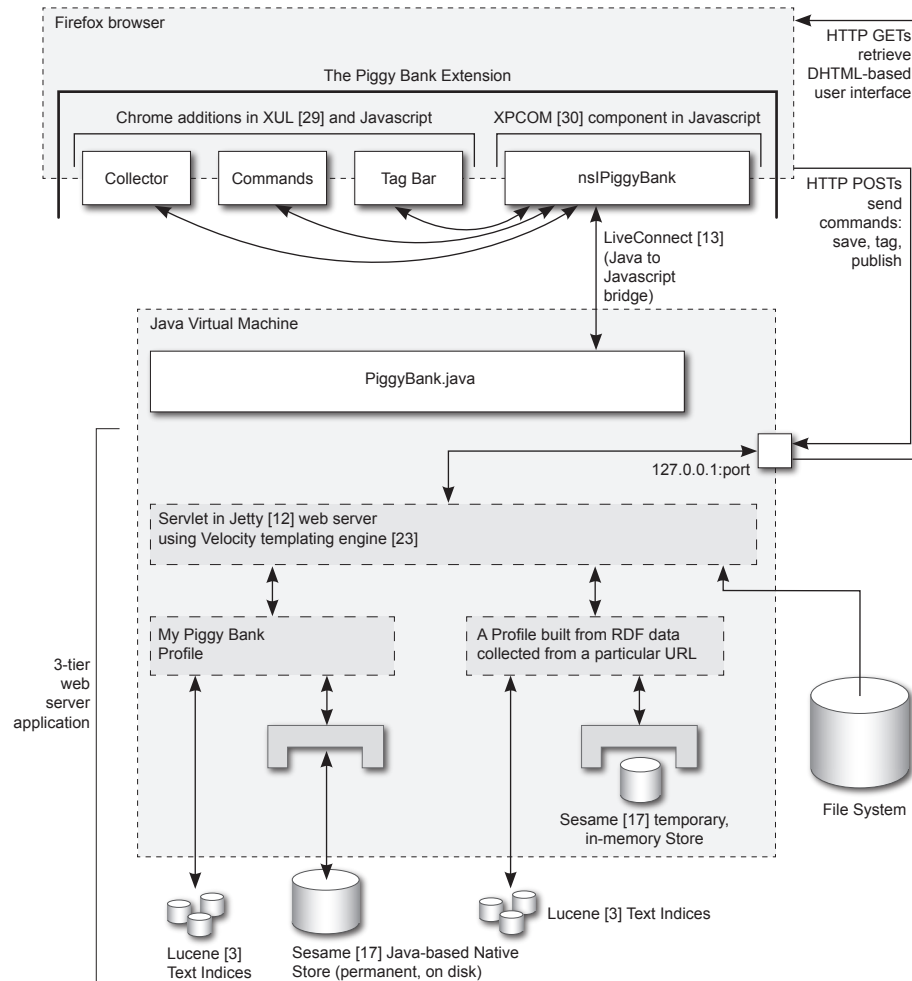 Firefox browser
HTTP GETs
retrieve
DHTML-based
user interface
The Piggy Bank Extension
Chrome additions in XUL [29] and Javascript
XPCOM [30] component in Javascript
Collector
Commands
Tag Bar
nsIPiggyBank
HTTP POSTs
send
commands:
save, tag,
publish
LiveConnect [13]
(Java to
Javascript
bridge)
Java Virtual Machine
PiggyBank.java
127.0.0.1:port
Servlet in Jetty [12] web server
using Velocity templating engine [23]
My Piggy Bank
Profile
A Profile built from RDF data
collected from a particular URL
3-tier
web
server
application
File System
Sesame [17] temporary,
in-memory Store
Lucene [3]
Text Indices
Sesame [17] Java-based Native
Store (permanent, on disk)
Lucene [3] Text Indices